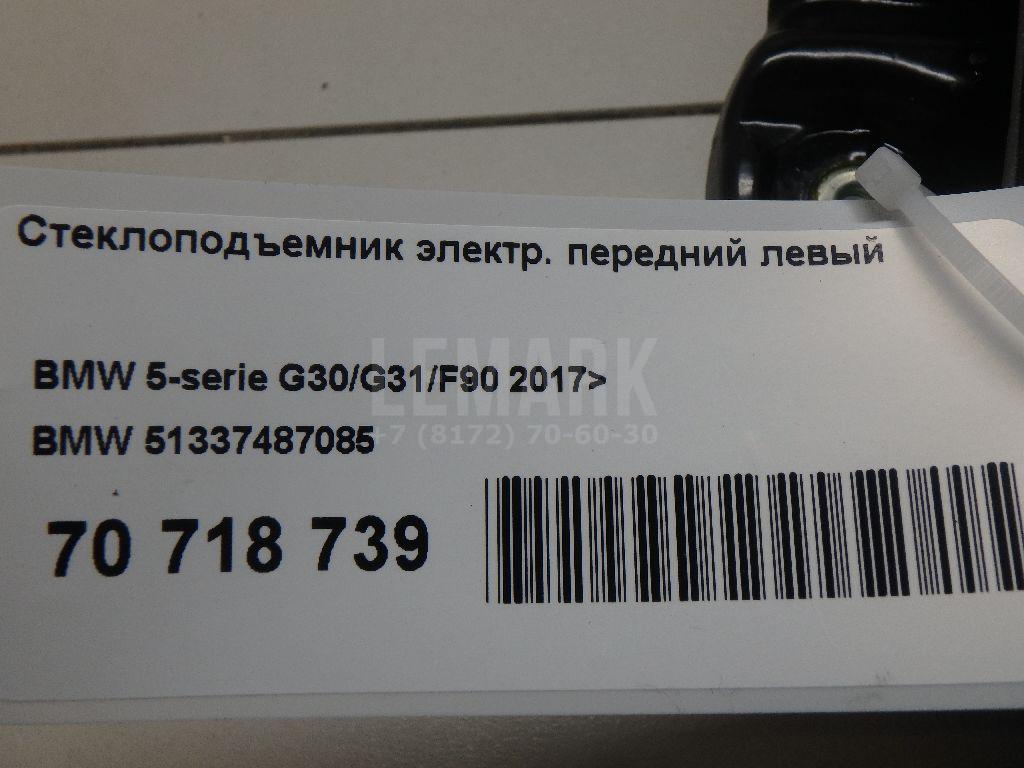 Стеклоподъемник электр. передний левый
LEMARK
BMW 5-serie G30/G31/F90 2017>
+7 (8172) 70-60-30
BMW 51337487085
70 718 739